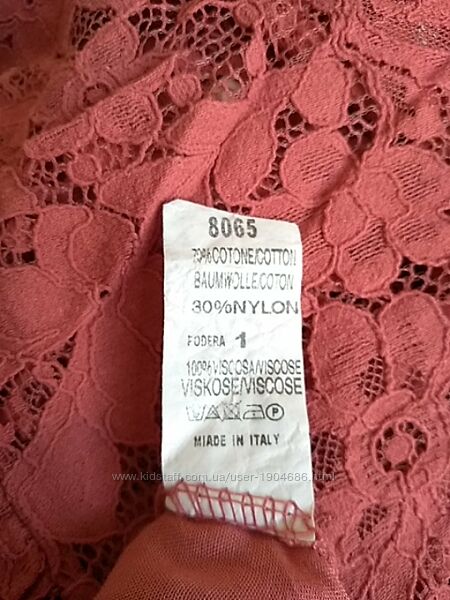 8065
70%COTONE/COTTON
BAUMWOLLE/COTON
30%NYLON
FODERA 1
100%VISCOSA/VISCOSE
VISKOSE/VISCOSE
P
MIADE IN ITALY
www.kidstaff.com.ua/user-1904686.html